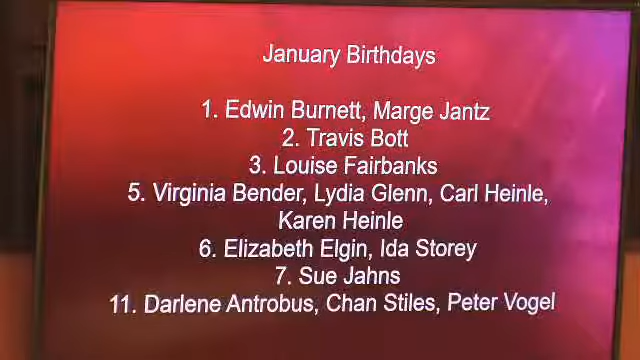 January Birthdays
1. Edwin Burnett, Marge Jantz
2. Travis Bott
3. Louise Fairbanks
5. Virginia Bender, Lydia Glenn, Carl Heinle,
Karen Heinle
6. Elizabeth Elgin, Ida Storey
7. Sue Jahns
11. Darlene Antrobus, Chan Stiles, Peter Vogel